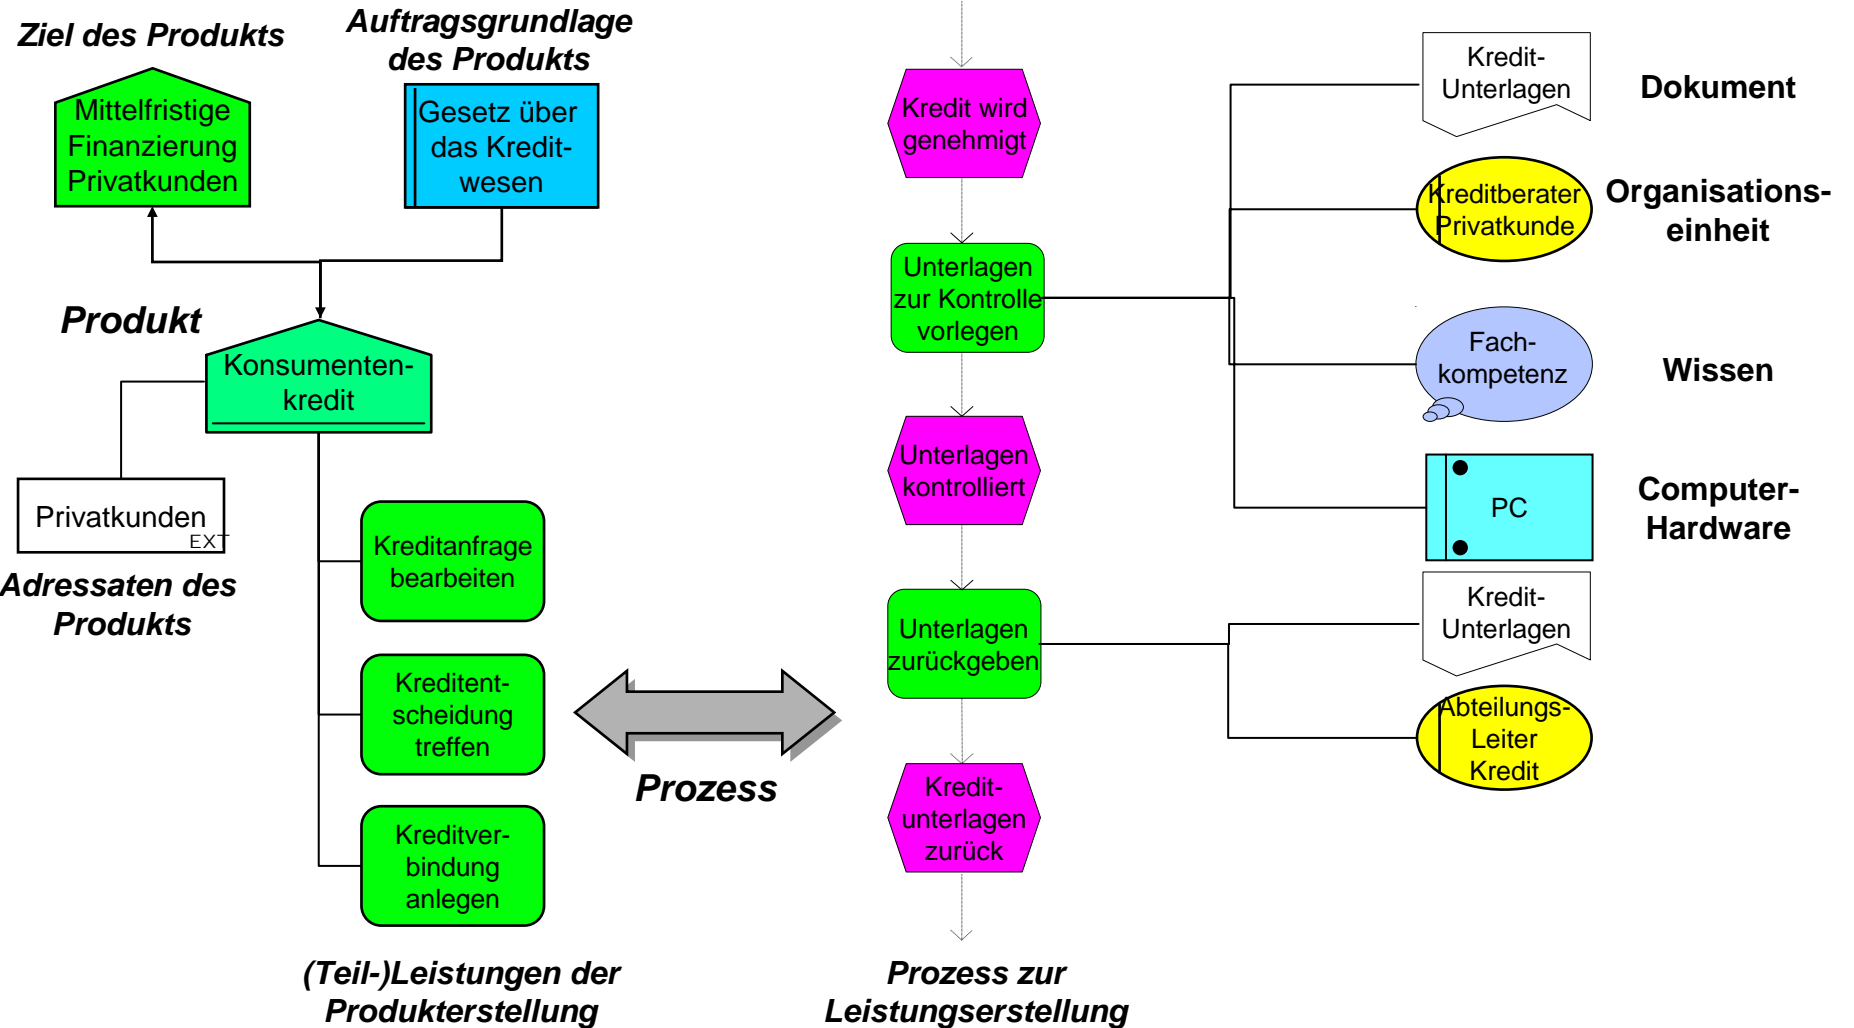 Ziel des Produkts
Auftragsgrundlage
des Produkts
Mittelfristige
Finanzierung
Privatkunden
Gesetz über
das Kredit-
wesen
Produkt
Konsumenten-
kredit
Privatkunden
EXT
Adressaten des
Produkts
Kreditanfrage
bearbeiten
Kreditent-
scheidung
treffen
Kreditver-
bindung
anlegen
(Teil-)Leistungen der
Produkterstellung
Prozess
Kredit wird
genehmigt
Unterlagen
zur Kontrolle
vorlegen
Unterlagen
kontrolliert
Unterlagen
zurückgeben
Kredit-
unterlagen
zurück
Prozess zur
Leistungserstellung
Kredit-
Unterlagen
Dokument
Kreditberater
Privatkunde
Organisations-
einheit
Fach-
kompetenz
Wissen
PC
Computer-
Hardware
Kredit-
Unterlagen
Abteilungs-
Leiter
Kredit